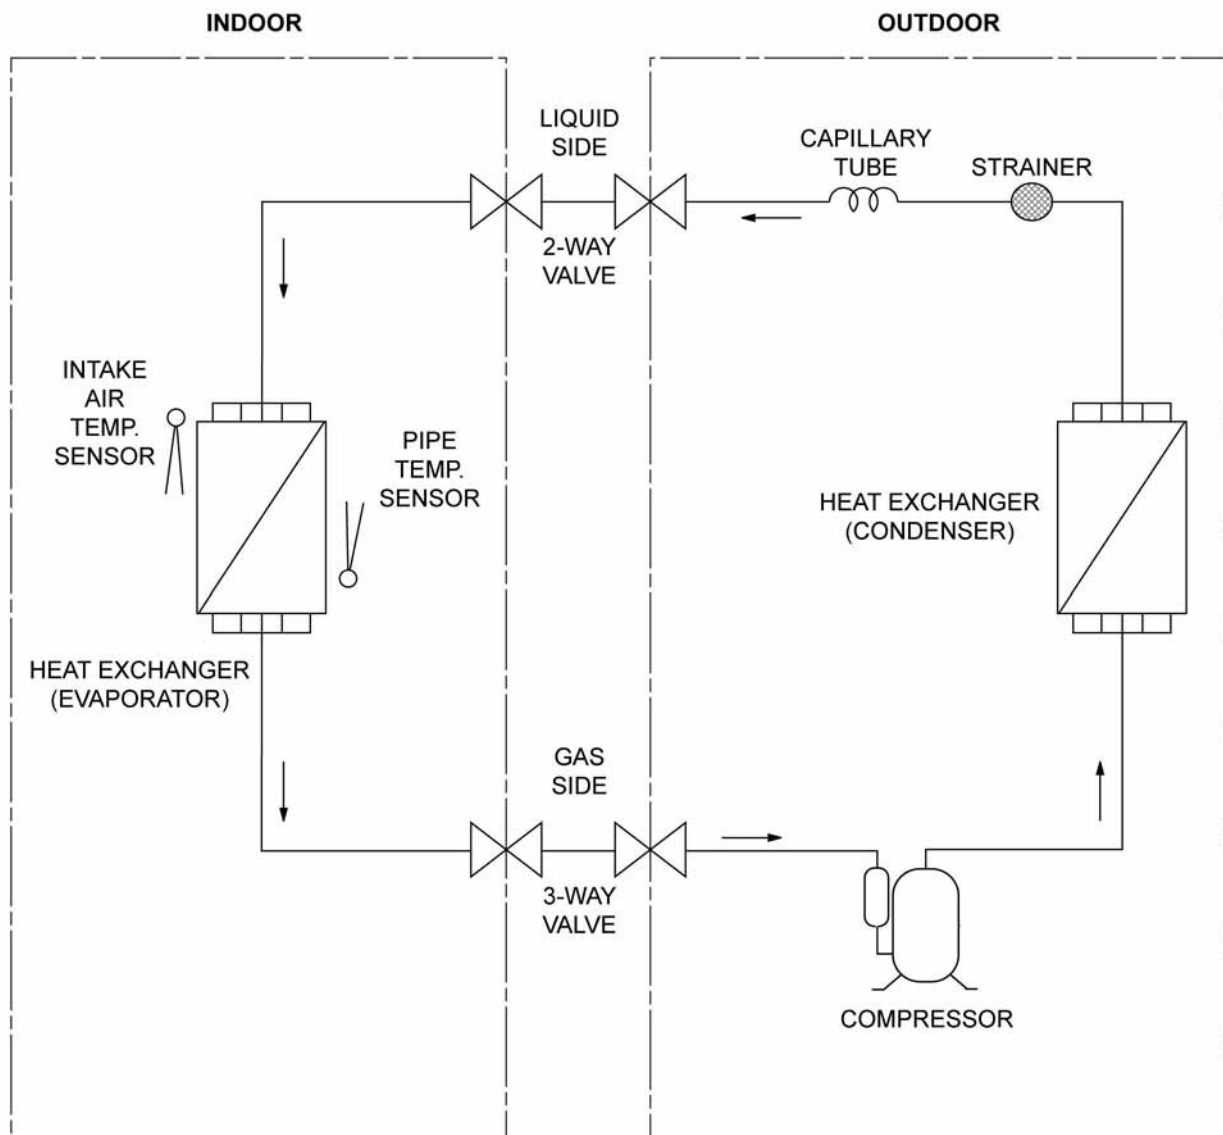 INDOOR
OUTDOOR
LIQUID
SIDE
CAPILLARY
TUBE
STRAINER
2-WAY
VALVE
INTAKE
AIR
TEMP.
SENSOR
PIPE
TEMP.
SENSOR
HEAT EXCHANGER
(CONDENSER)
HEAT EXCHANGER
(EVAPORATOR)
GAS
SIDE
3-WAY
VALVE
COMPRESSOR